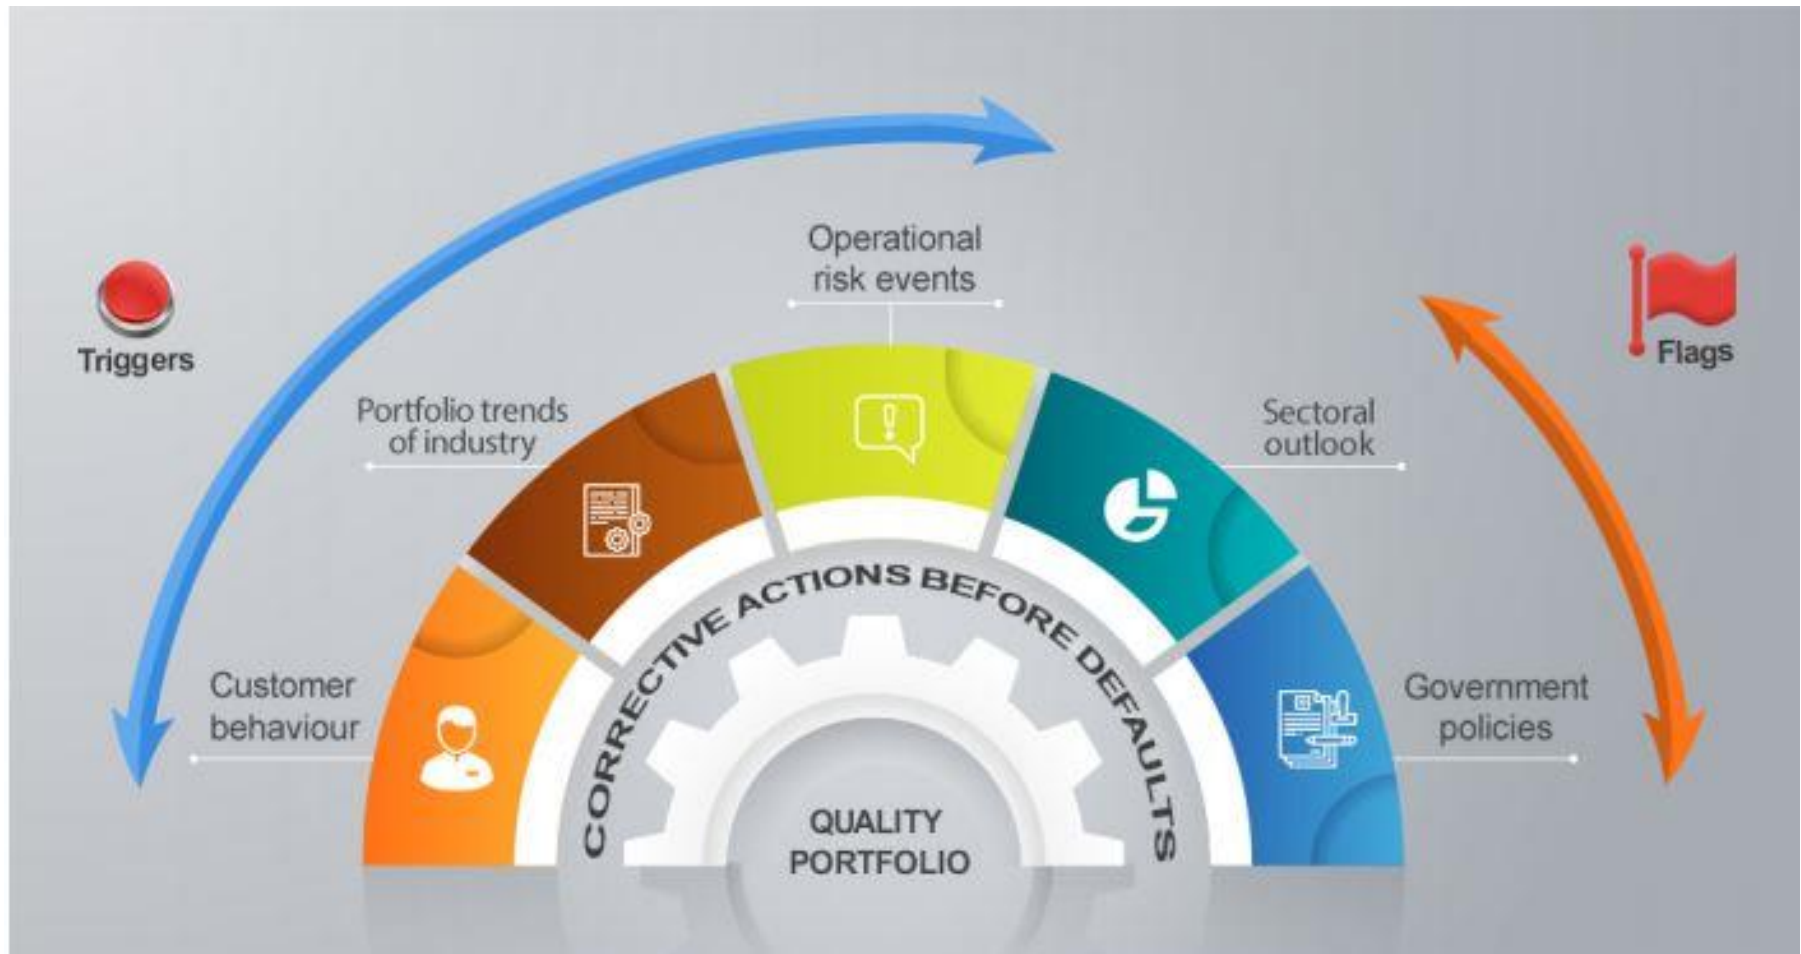 Operational
risk events
Triggers
Flags
Portfolio trends
of industry
Sectoral
outlook
CORRECTIVE ACTIONS BEFORE DEFAULTS
Customer
behaviour
Government
policies
QUALITY
PORTFOLIO